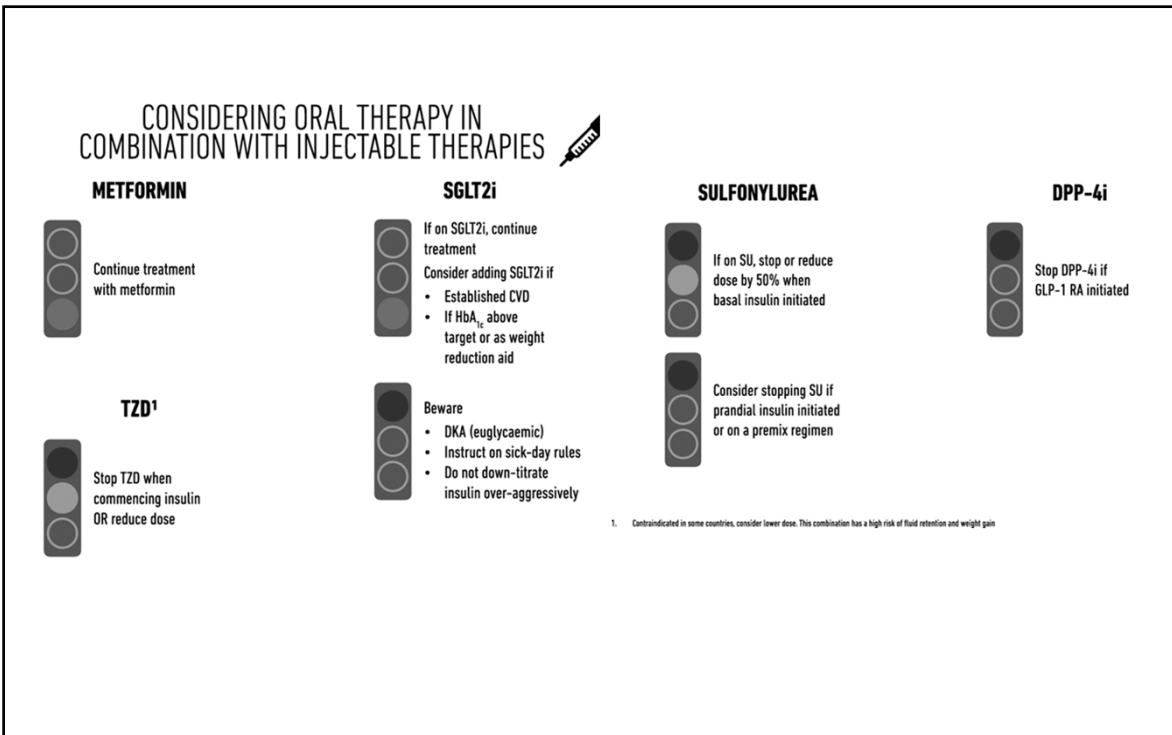 CONSIDERING ORAL THERAPY IN
COMBINATION WITH INJECTABLE THERAPIES
METFORMIN
Continue treatment
with metformin
TZD¹
Stop TZD when
commencing insulin
OR reduce dose
SGLT2i
If on SGLT2i, continue
treatment
Consider adding SGLT2i if
• Established CVD
• If HbA1c above
target or as weight
reduction aid
Beware
• DKA (euglycaemic)
• Instruct on sick-day rules
• Do not down-titrate
insulin over-aggressively
SULFONYLUREA
If on SU, stop or reduce
dose by 50% when
basal insulin initiated
Consider stopping SU if
prandial insulin initiated
or on a premix regimen
DPP-4i
Stop DPP-4i if
GLP-1 RA initiated
1. Contraindicated in some countries, consider lower dose. This combination has a high risk of fluid retention and weight gain